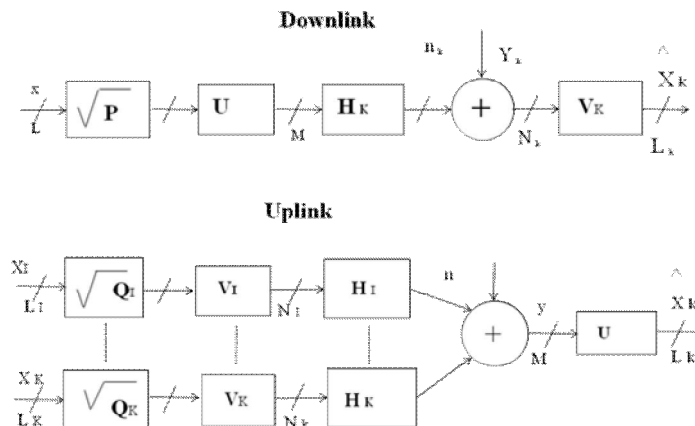 Downlink
x
L
√P
U
M
H K
n k
+
Y k
N k
V K
^
X k
L k
Uplink
X I
L I
√Q I
V I
N I
H I
n
+
y
M
U
^
X k
L k
X K
L K
√Q K
V K
N k
H K